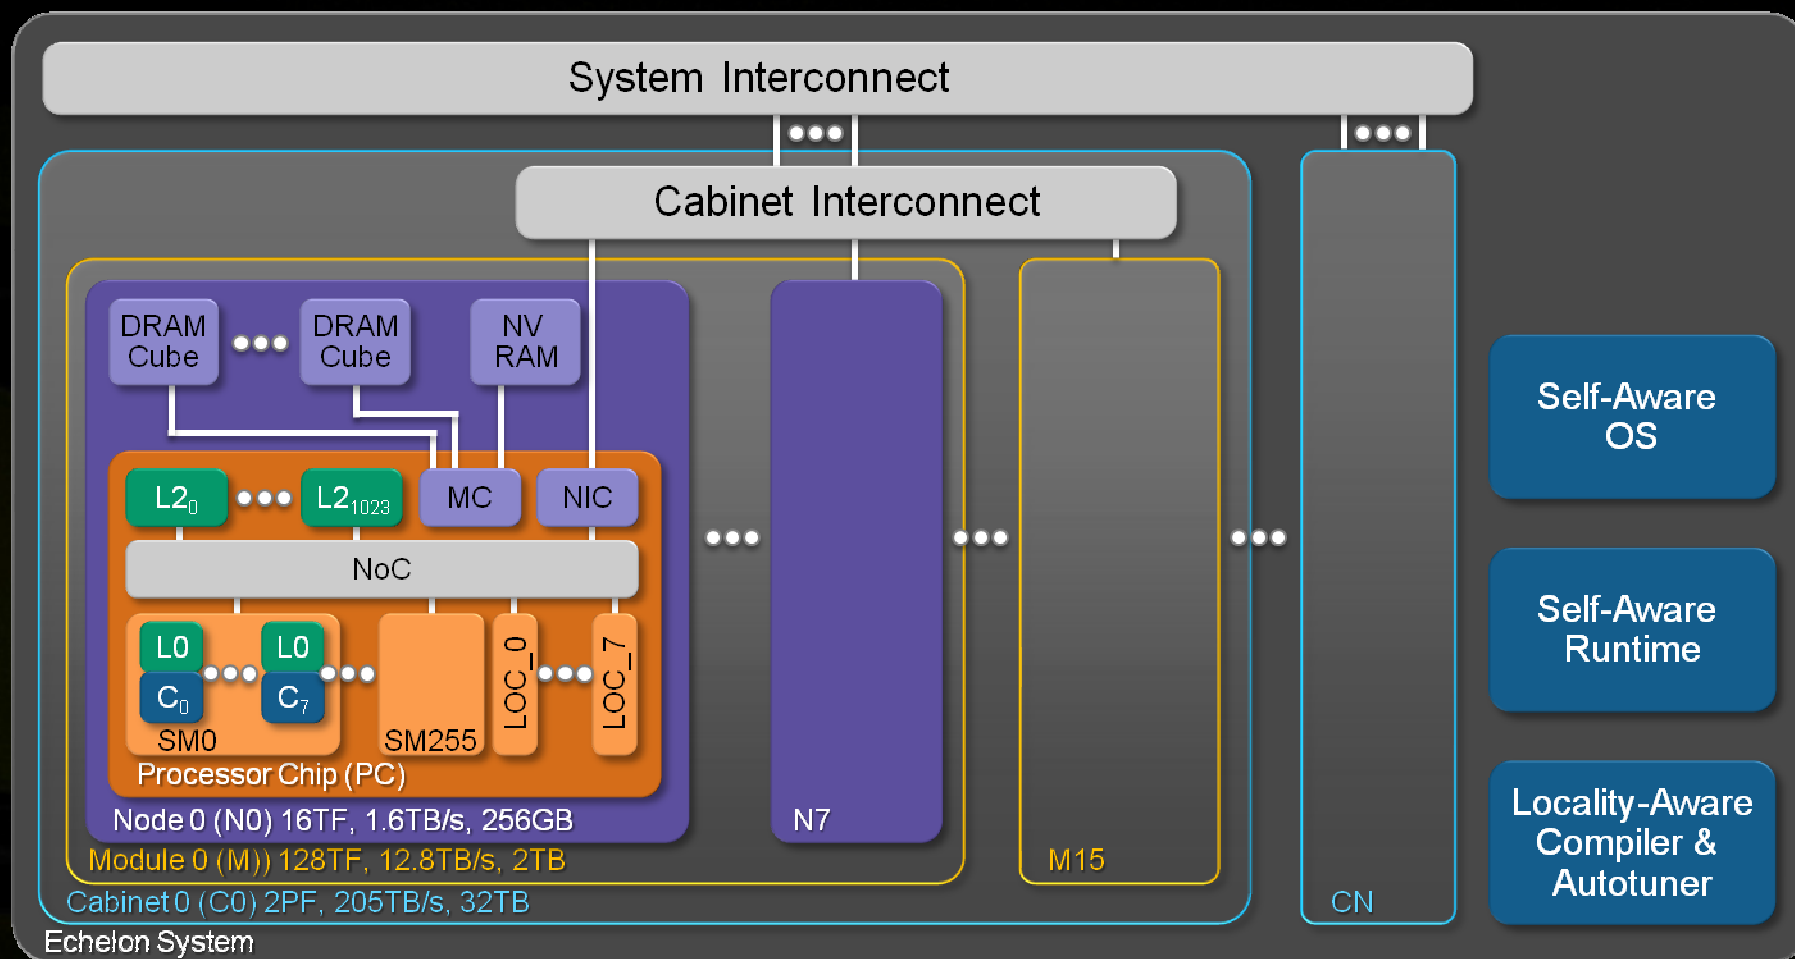 System Interconnect
Cabinet Interconnect
DRAM
Cube
DRAM
Cube
NV
RAM
L2₀
L2₁₀₂₃
MC
NIC
NoC
L0
C₀
L0
C₇
SM0
SM255
LOC_0
LOC_7
Processor Chip (PC)
Node 0 (N0) 16TF, 1.6TB/s, 256GB
N7
Module 0 (M)) 128TF, 12.8TB/s, 2TB
M15
Cabinet 0 (C0) 2PF, 205TB/s, 32TB
CN
Echelon System
Self-Aware
OS
Self-Aware
Runtime
Locality-Aware
Compiler &
Autotuner